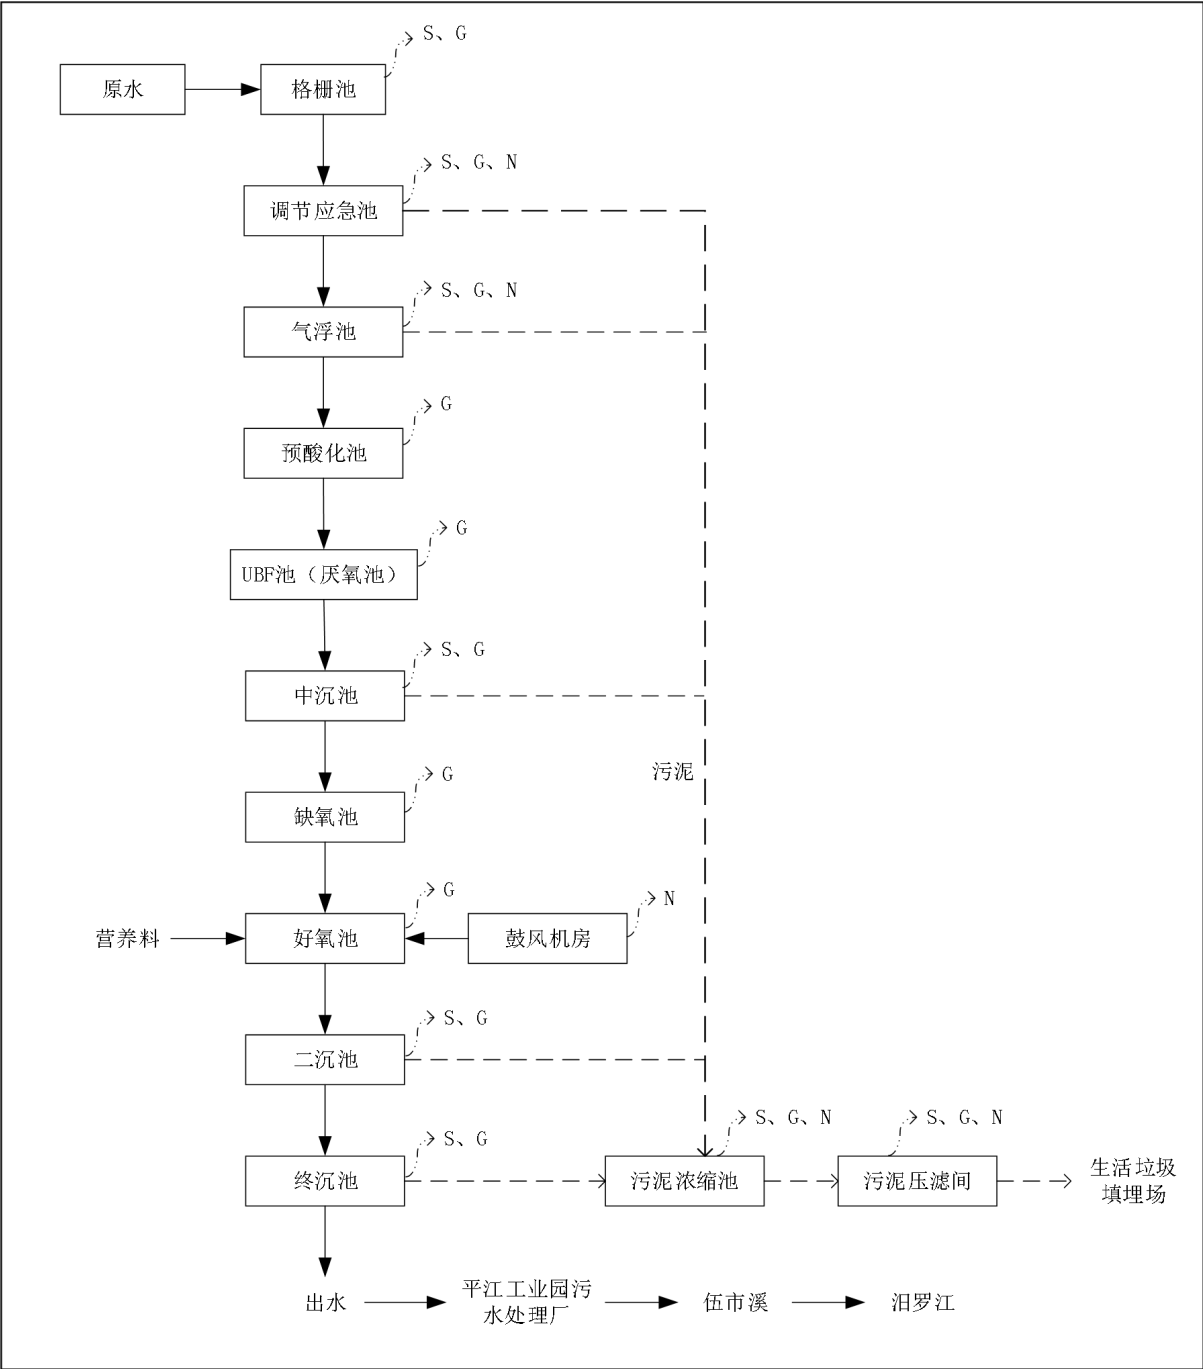 S、G
原水
格栅池
S、G、N
调节应急池
S、G、N
气浮池
G
预酸化池
G
UBF池（厌氧池）
S、G
中沉池
污泥
G
缺氧池
G
N
营养料
好氧池
鼓风机房
S、G
二沉池
S、G
S、G、N
S、G、N
终沉池
污泥浓缩池
污泥压滤间
生活垃圾
填埋场
出水
平江工业园污
水处理厂
伍市溪
汨罗江